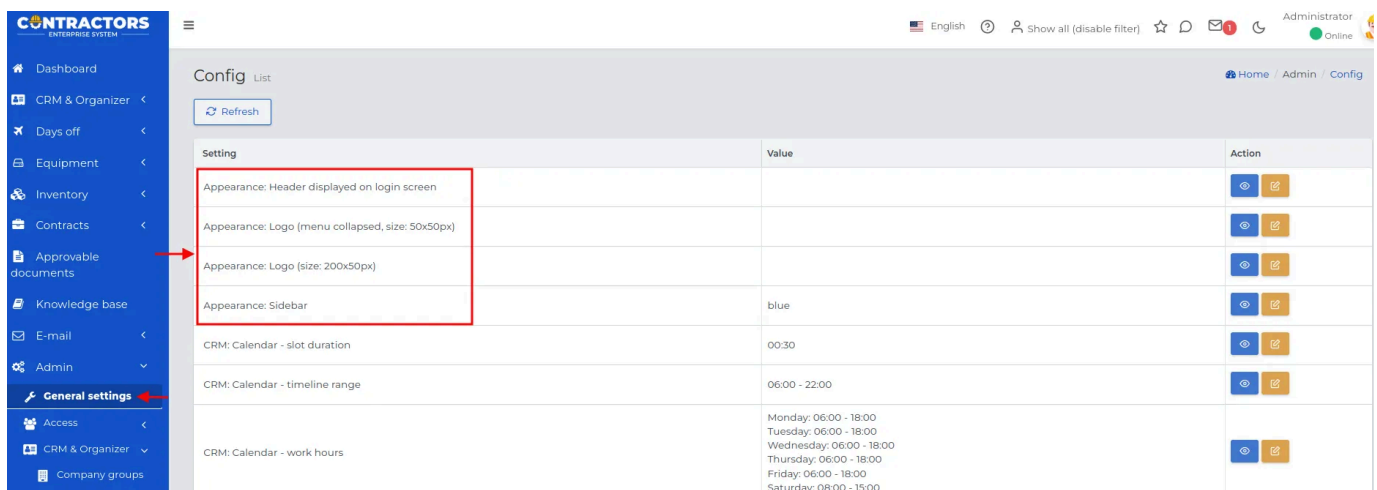 CONTRACTORS
ENTERPRISE SYSTEM
English
Show all (disable filter)
1
Administrator
Online
Dashboard
CRM & Organizer
Days off
Equipment
Inventory
Contracts
Approvable
documents
Knowledge base
E-mail
Admin
General settings
Access
CRM & Organizer
Company groups
Config List
Home / Admin / Config
Refresh
Setting Value Action
Appearance: Header displayed on login screen
Appearance: Logo (menu collapsed, size: 50x50px)
Appearance: Logo (size: 200x50px)
Appearance: Sidebar blue
CRM: Calendar - slot duration 00:30
CRM: Calendar - timeline range 06:00 - 22:00
CRM: Calendar - work hours
Monday: 06:00 - 18:00
Tuesday: 06:00 - 18:00
Wednesday: 06:00 - 18:00
Thursday: 06:00 - 18:00
Friday: 06:00 - 18:00
Saturday: 08:00 - 15:00